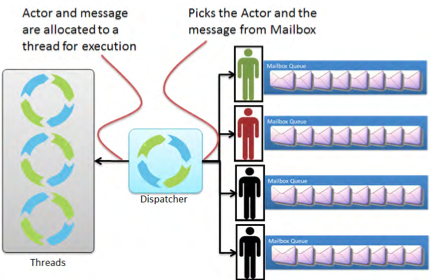 Actor and message
are allocated to a
thread for execution
Picks the Actor and the
message from Mailbox
Mailbox Queue
Mailbox Queue
Dispatcher
Mailbox Queue
Mailbox Queue
Threads